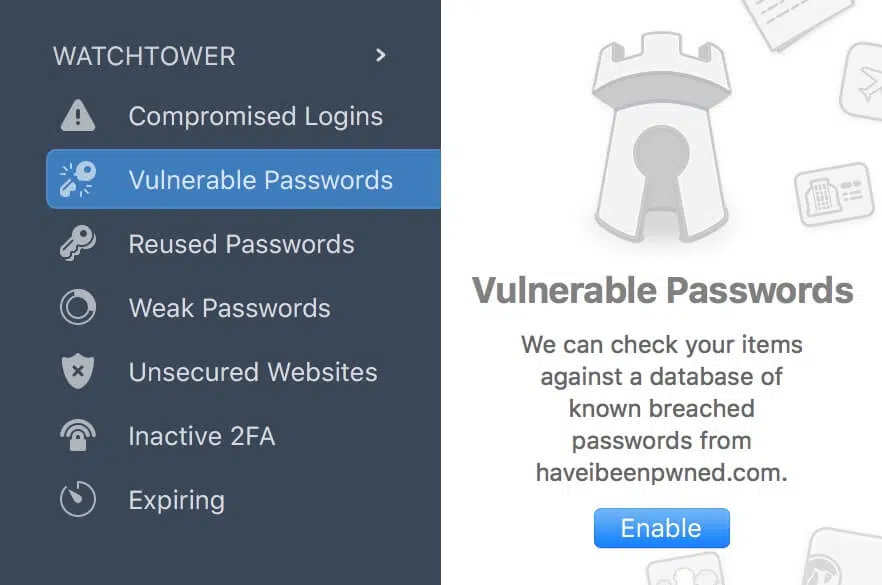 WATCHTOWER
Compromised Logins
Vulnerable Passwords
Reused Passwords
Weak Passwords
Unsecured Websites
Inactive 2FA
Expiring
Vulnerable Passwords
We can check your items
against a database of
known breached
passwords from
haveibeenpwned.com.
Enable